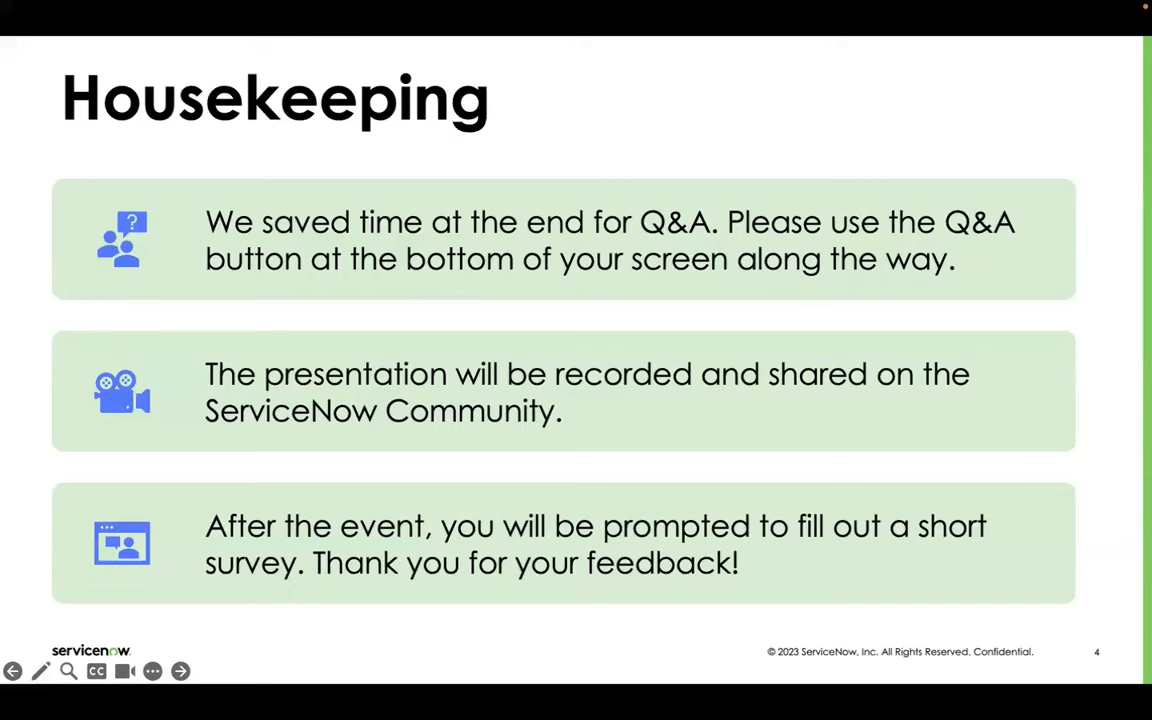 Housekeeping
?
We saved time at the end for Q&A. Please use the Q&A
button at the bottom of your screen along the way.
The presentation will be recorded and shared on the
ServiceNow Community.
After the event, you will be prompted to fill out a short
survey. Thank you for your feedback!
servicenow
© 2023 ServiceNow, Inc. All Rights Reserved. Confidential.
4
CC